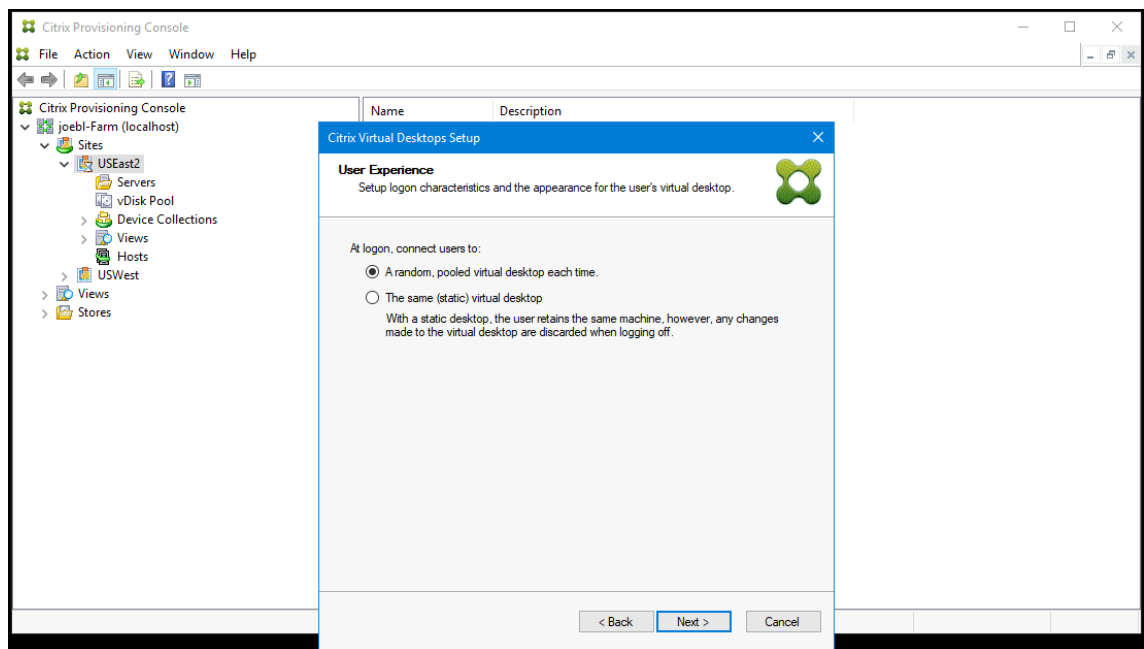 Citrix Provisioning Console
File Action View Window Help
Citrix Provisioning Console
joebl-Farm (localhost)
Sites
USEast2
Servers
vDisk Pool
Device Collections
Views
Hosts
USWest
Views
Stores
Name Description
Citrix Virtual Desktops Setup
User Experience
Setup logon characteristics and the appearance for the user's virtual desktop.
At logon, connect users to:
A random, pooled virtual desktop each time.
The same (static) virtual desktop
With a static desktop, the user retains the same machine, however, any changes
made to the virtual desktop are discarded when logging off.
< Back Next > Cancel